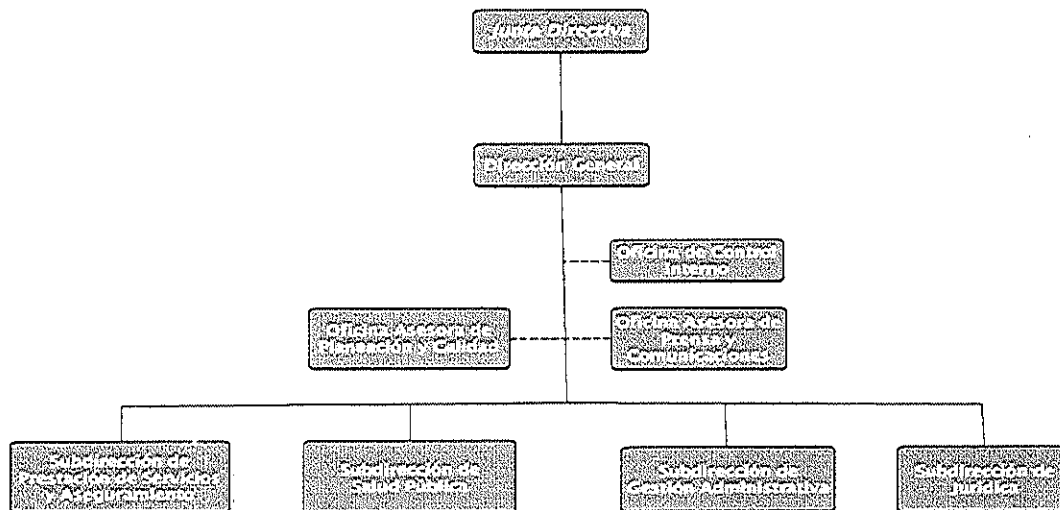 Junta Directiva
Dirección General
Oficina de Control
Interno
Oficina Asesora de
Planeación y Calidad
Oficina Asesora de
Prensa y
Comunicaciones
Subdirección de
Prestación de Servicios
y Aseguramiento
Subdirección de
Salud Pública
Subdirección de
Gestión Administrativa
Subdirección de
Jurídica